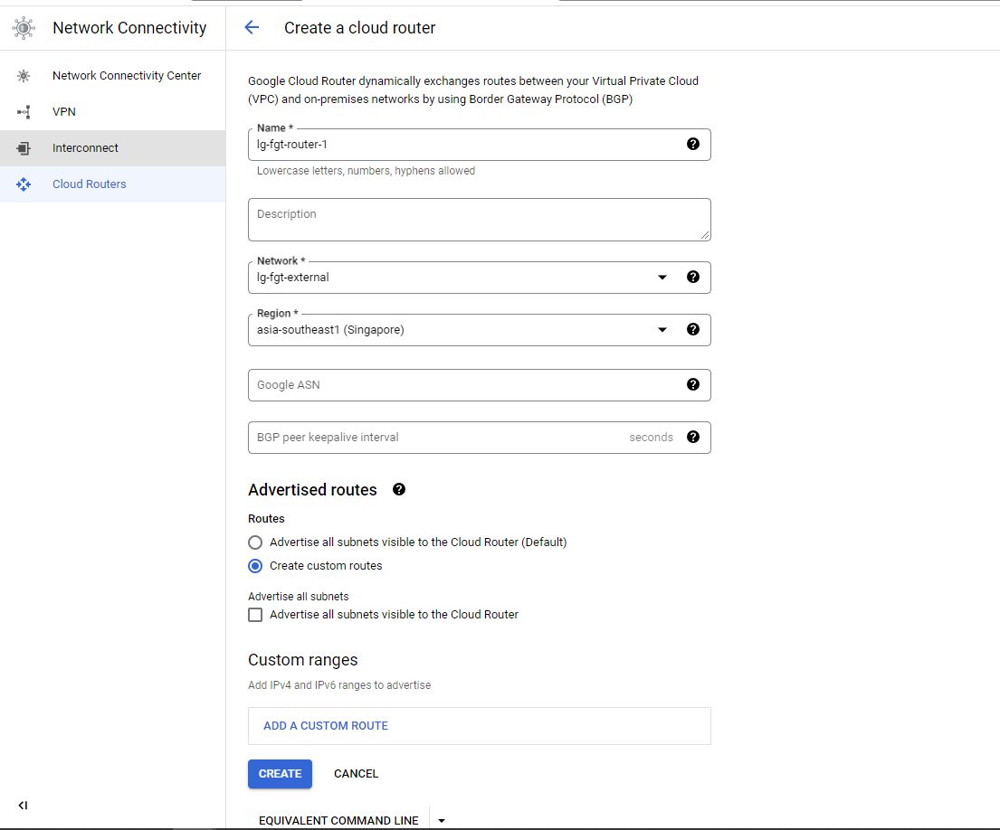 Network Connectivity
Create a cloud router
Network Connectivity Center
VPN
Interconnect
Cloud Routers
Google Cloud Router dynamically exchanges routes between your Virtual Private Cloud
(VPC) and on-premises networks by using Border Gateway Protocol (BGP)
Name *
lg-fgt-router-1
Lowercase letters, numbers, hyphens allowed
Description
Network *
lg-fgt-external
Region *
asia-southeast1 (Singapore)
Google ASN
BGP peer keepalive interval seconds
Advertised routes
Routes
Advertise all subnets visible to the Cloud Router (Default)
Create custom routes
Advertise all subnets
Advertise all subnets visible to the Cloud Router
Custom ranges
Add IPv4 and IPv6 ranges to advertise
ADD A CUSTOM ROUTE
CREATE CANCEL
EQUIVALENT COMMAND LINE